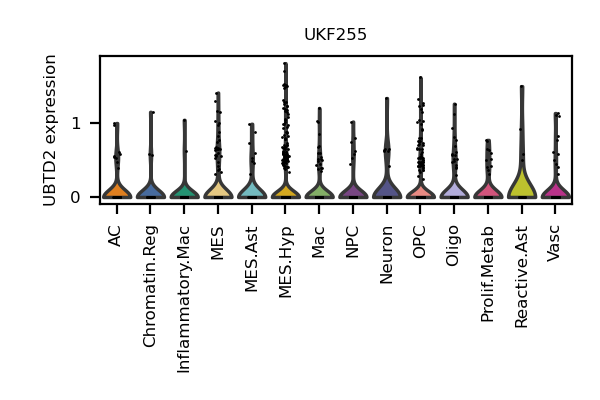 UKF255
UBTD2 expression
1
0
AC
Chromatin.Reg
Inflammatory.Mac
MES
MES.Ast
MES.Hyp
Mac
NPC
Neuron
OPC
Oligo
Prolif.Metab
Reactive.Ast
Vasc